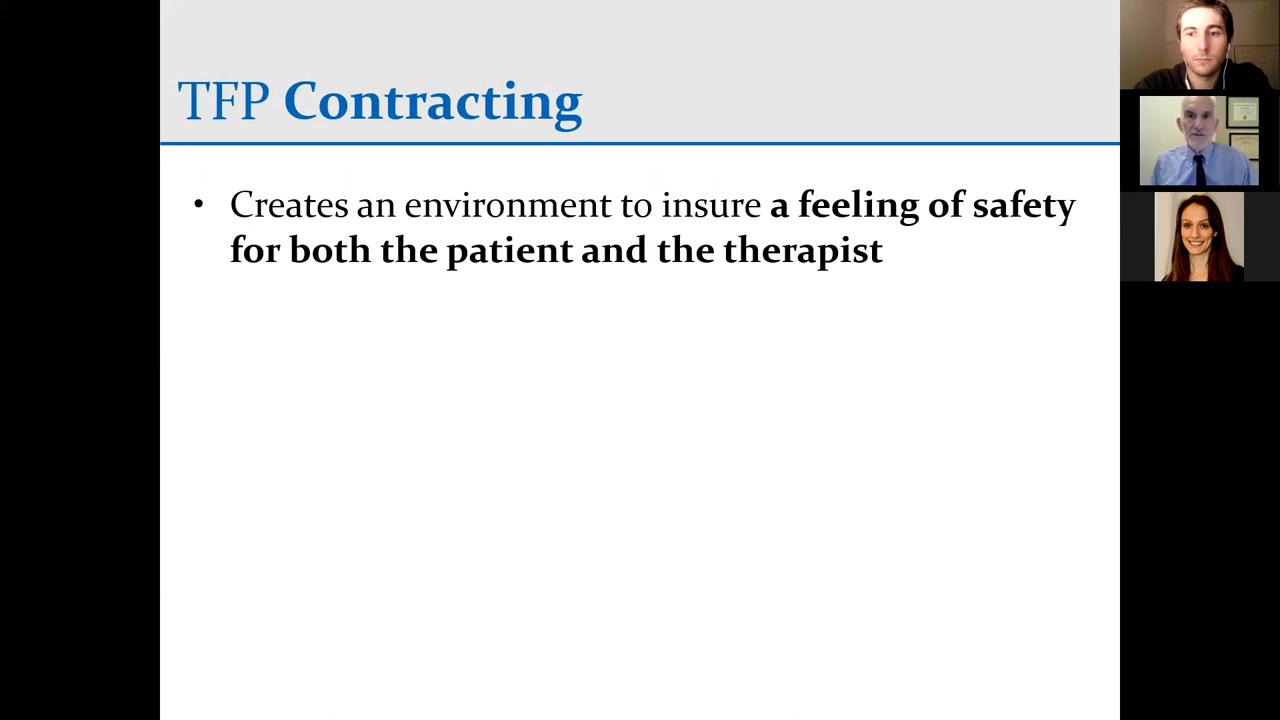 TFP Contracting
• Creates an environment to insure a feeling of safety
for both the patient and the therapist